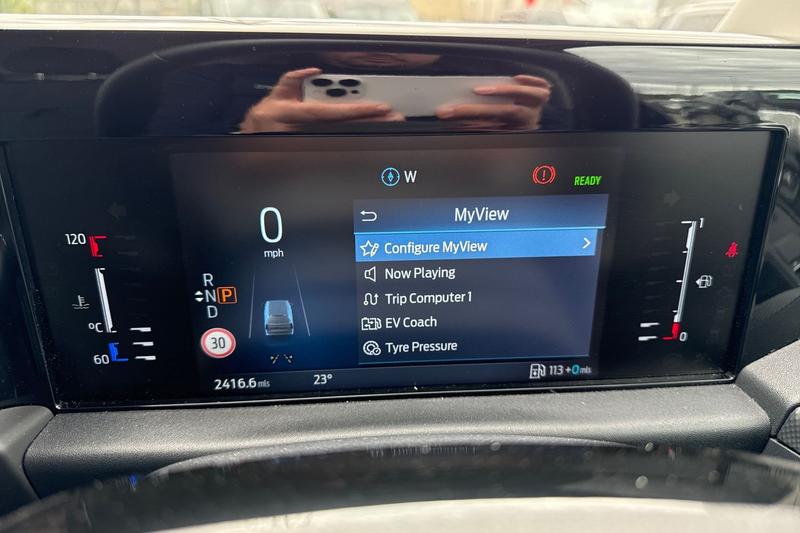 W
READY
0
mph
MyView
Configure MyView
Now Playing
Trip Computer 1
EV Coach
Tyre Pressure
R
N P
D
30
120
°C
60
1
0
2416.6 mls
23°
113 +0 mls